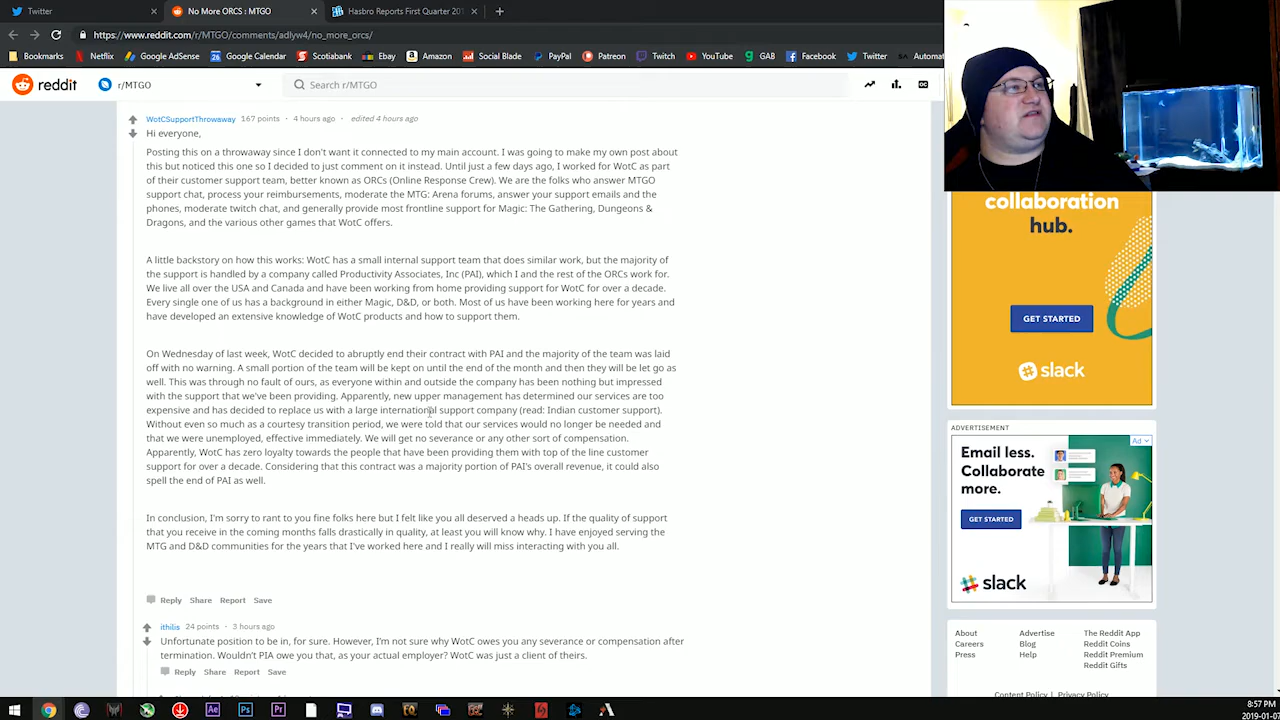 Twitter
No More ORCS : MTGO
Hasbro Reports First Quarter 201
https://www.reddit.com/r/MTGO/comments/adlyw4/no_more_orcs/
Bookmarks
Netflix
Google AdSense
Google Calendar
Scotiabank
Ebay
Amazon
Social Blade
PayPal
Patreon
Twitch
YouTube
GAB
Facebook
Twitter
Automat
reddit
r/MTGO
Search r/MTGO
WotCSupportThrowaway 167 points · 4 hours ago · edited 4 hours ago
Hi everyone,
Posting this on a throwaway since I don't want it connected to my main account. I was going to make my own post about
this but noticed this one so I decided to just comment on it instead. Until just a few days ago, I worked for WotC as part
of their customer support team, better known as ORCs (Online Response Crew). We are the folks who answer MTGO
support chat, process your reimbursements, moderate the MTG: Arena forums, answer your support emails and the
phones, moderate twitch chat, and generally provide most frontline support for Magic: The Gathering, Dungeons &
Dragons, and the various other games that WotC offers.
A little backstory on how this works: WotC has a small internal support team that does similar work, but the majority of
the support is handled by a company called Productivity Associates, Inc (PAI), which I and the rest of the ORCs work for.
We live all over the USA and Canada and have been working from home providing support for WotC for over a decade.
Every single one of us has a background in either Magic, D&D, or both. Most of us have been working here for years and
have developed an extensive knowledge of WotC products and how to support them.
On Wednesday of last week, WotC decided to abruptly end their contract with PAI and the majority of the team was laid
off with no warning. A small portion of the team will be kept on until the end of the month and then they will be let go as
well. This was through no fault of ours, as everyone within and outside the company has been nothing but impressed
with the support that we've been providing. Apparently, new upper management has determined our services are too
expensive and has decided to replace us with a large international support company (read: Indian customer support).
Without even so much as a courtesy transition period, we were told that our services would no longer be needed and
that we were unemployed, effective immediately. We will get no severance or any other sort of compensation.
Apparently, WotC has zero loyalty towards the people that have been providing them with top of the line customer
support for over a decade. Considering that this contract was a majority portion of PAI's overall revenue, it could also
spell the end of PAI as well.
In conclusion, I'm sorry to rant to you fine folks here but I felt like you all deserved a heads up. If the quality of support
that you receive in the coming months falls drastically in quality, at least you will know why. I have enjoyed serving the
MTG and D&D communities for the years that I've worked here and I really will miss interacting with you all.
Reply Share Report Save
ithilis 24 points · 3 hours ago
Unfortunate position to be in, for sure. However, I'm not sure why WotC owes you any severance or compensation after
termination. Wouldn't PIA owe you that, as your actual employer? WotC was just a client of theirs.
Reply Share Report Save
collaboration
hub.
GET STARTED
slack
ADVERTISEMENT
Ad
Email less.
Collaborate
more.
GET STARTED
slack
About
Advertise
The Reddit App
Careers
Blog
Reddit Coins
Press
Help
Reddit Premium
Reddit Gifts
Content Policy | Privacy Policy
8:57 PM
2019-01-07